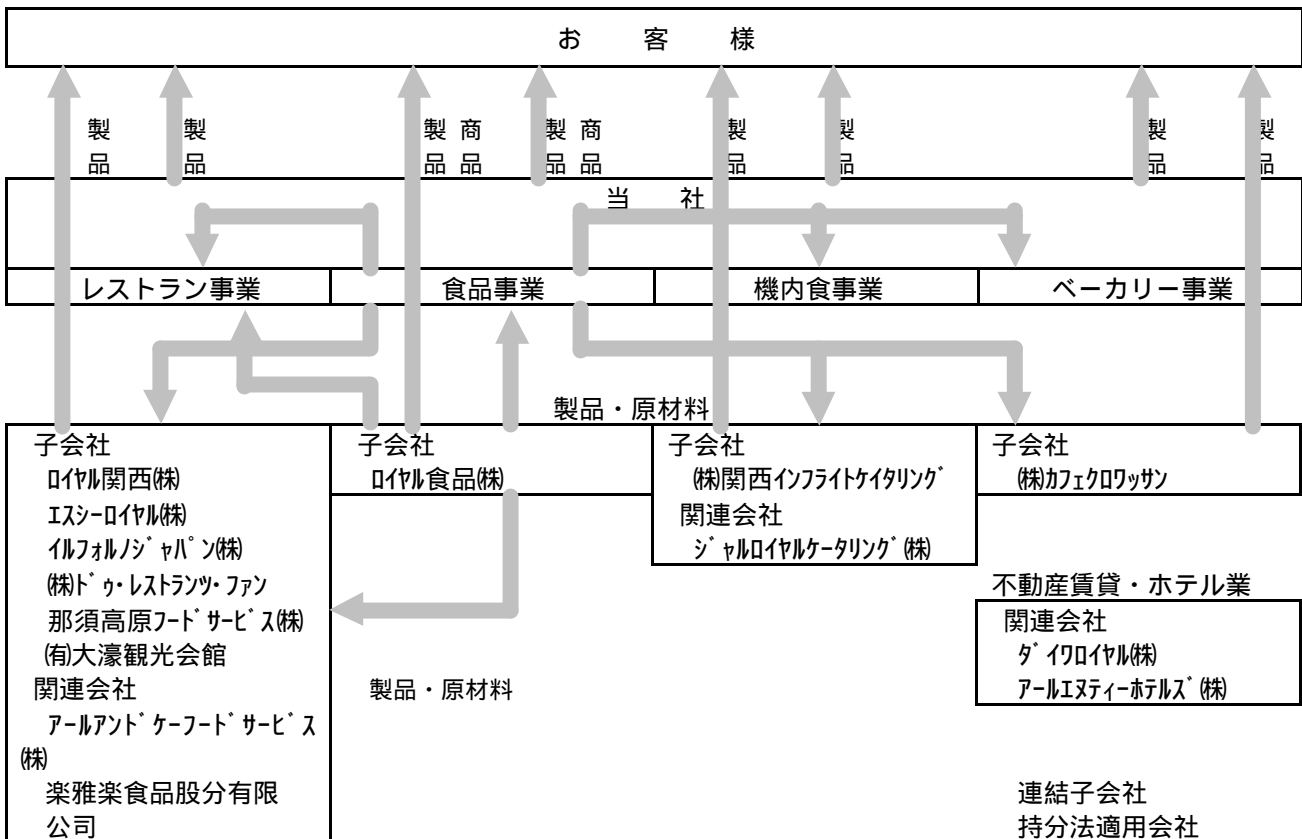 お 客 様
製品 製品 製品 商品 製品 商品 製品 製品 製品 製品
当 社
レストラン事業 食品事業 機内食事業 ベーカリー事業
製品・原材料
子会社
ロイヤル関西㈱
エスシーロイヤル㈱
イルフォルノジャパン㈱
㈱ドゥ・レストランツ・ファン
那須高原フードサービス㈱
㈲大濠観光会館
関連会社
アールアンドケーフードサービス
㈱
楽雅楽食品股分有限
公司
子会社
ロイヤル食品㈱
製品・原材料
子会社
㈱関西インフライトケイタリング
関連会社
ジャルロイヤルケータリング㈱
子会社
㈱カフェクロワッサン
不動産賃貸・ホテル業
関連会社
ダイワロイヤル㈱
アールエヌティーホテルズ㈱
連結子会社
持分法適用会社